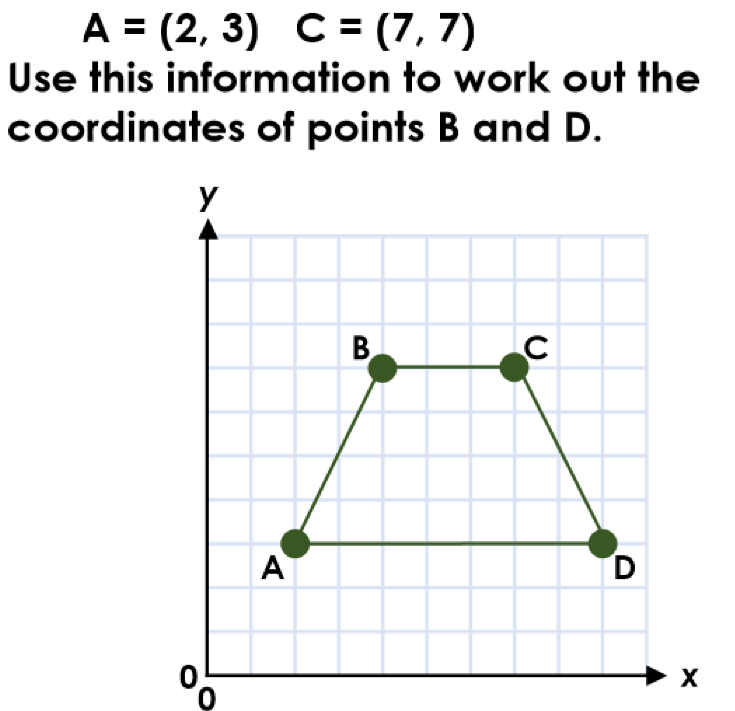 A = (2, 3) C = (7, 7)
Use this information to work out the
coordinates of points B and D.
y
B
C
A
D
0
x
0